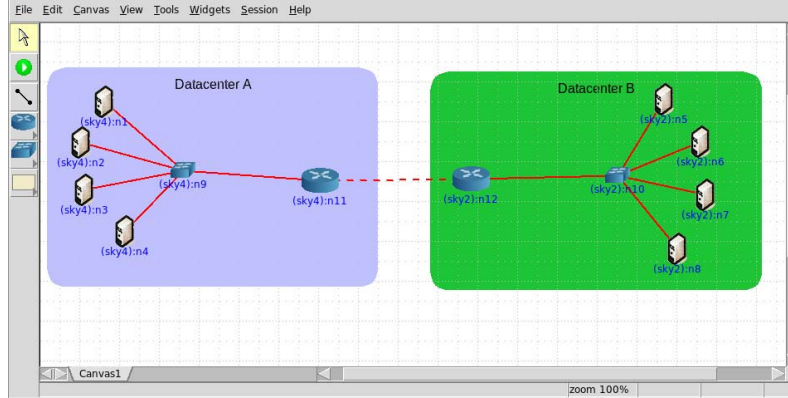 File Edit Canvas View Tools Widgets Session Help
Datacenter A
(sky4):n1
(sky4):n2
(sky4):n3
(sky4):n4
(sky4):n9
(sky4):n11
Datacenter B
(sky2):n5
(sky2):n6
(sky2):n7
(sky2):n8
(sky2):n10
(sky2):n12
Canvas1
zoom 100%